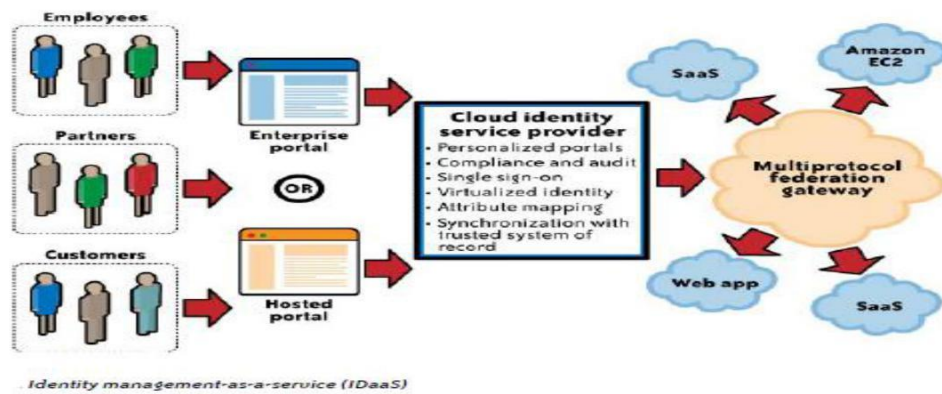 Employees
Partners
Customers
Enterprise
portal
OR
Hosted
portal
Cloud identity
service provider
• Personalized portals
• Compliance and audit
• Single sign-on
• Virtualized identity
• Attribute mapping
• Synchronization with
trusted system of
record
SaaS
Amazon
EC2
Multiprotocol
federation
gateway
Web app
SaaS
. Identity management-as-a-service (IDaaS)